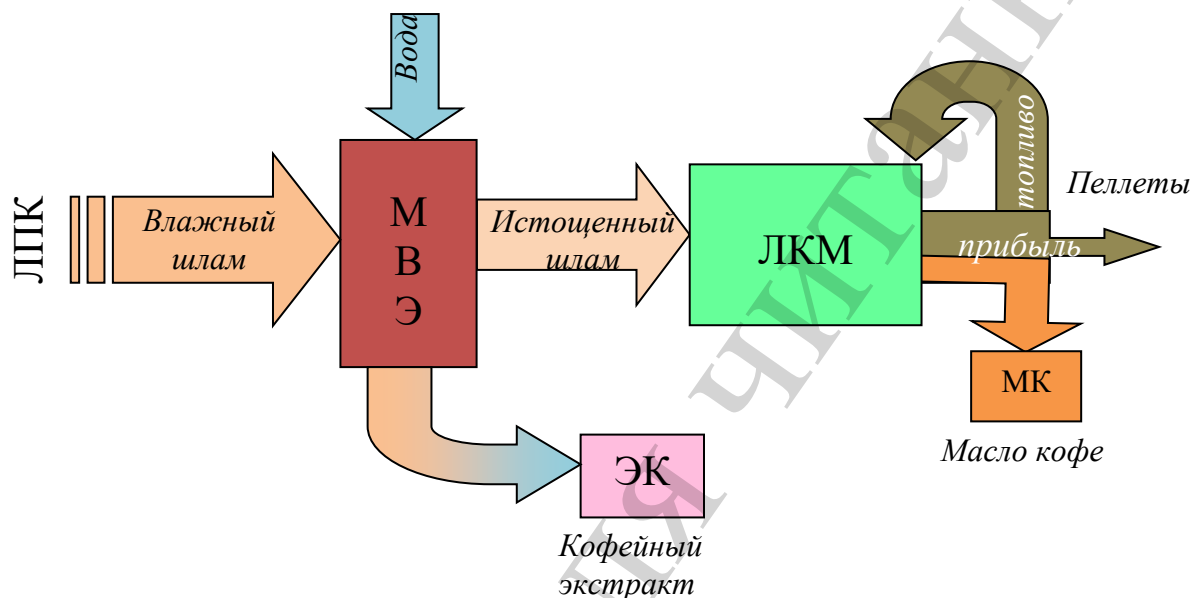 Вода
ЛПК
Влажный
шлам
М
В
Э
Истощенный
шлам
ЛКМ
топливо
Пеллеты
прибыль
МК
Масло кофе
ЭК
Кофейный
экстракт